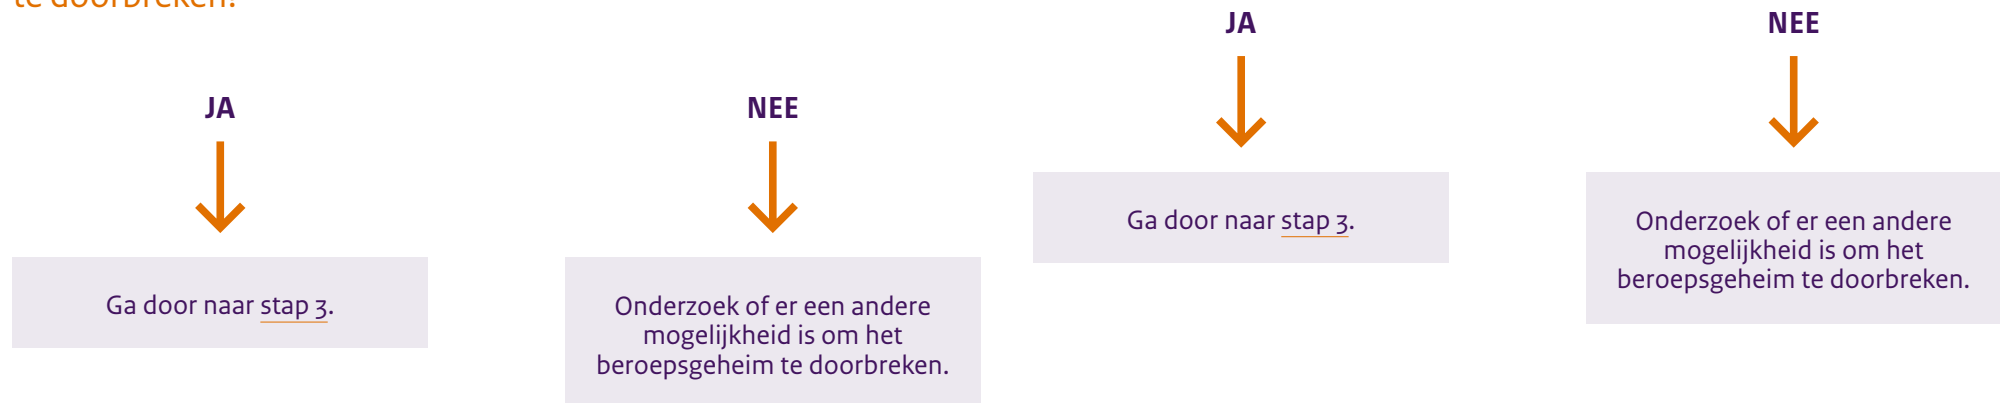 te doorbreken?
JA
NEE
Ga door naar stap 3.
Onderzoek of er een andere
mogelijkheid is om het
beroepsgeheim te doorbreken.
JA
NEE
Ga door naar stap 3.
Onderzoek of er een andere
mogelijkheid is om het
beroepsgeheim te doorbreken.